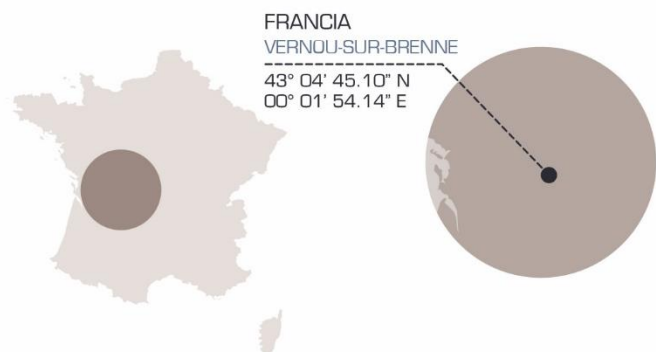 FRANCIA
VERNOU-SUR-BRENNE
43° 04' 45.10" N
00° 01' 54.14" E